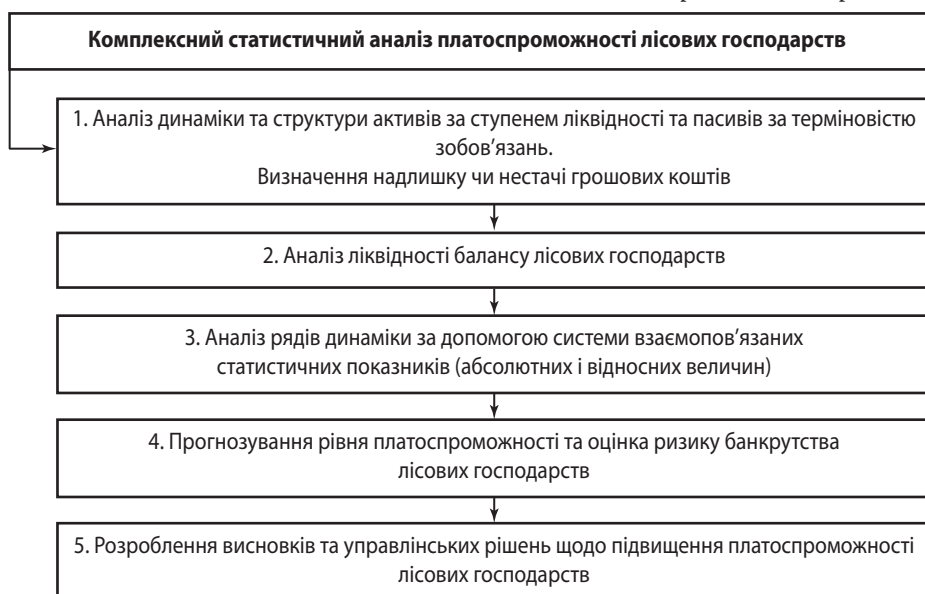 Комплексний статистичний аналіз платоспроможності лісових господарств
1. Аналіз динаміки та структури активів за ступенем ліквідності та пасивів за терміновістю
зобов'язань.
Визначення надлишку чи нестачі грошових коштів
2. Аналіз ліквідності балансу лісових господарств
3. Аналіз рядів динаміки за допомогою системи взаємопов'язаних
статистичних показників (абсолютних і відносних величин)
4. Прогнозування рівня платоспроможності та оцінка ризику банкрутства
лісових господарств
5. Розроблення висновків та управлінських рішень щодо підвищення платоспроможності
лісових господарств